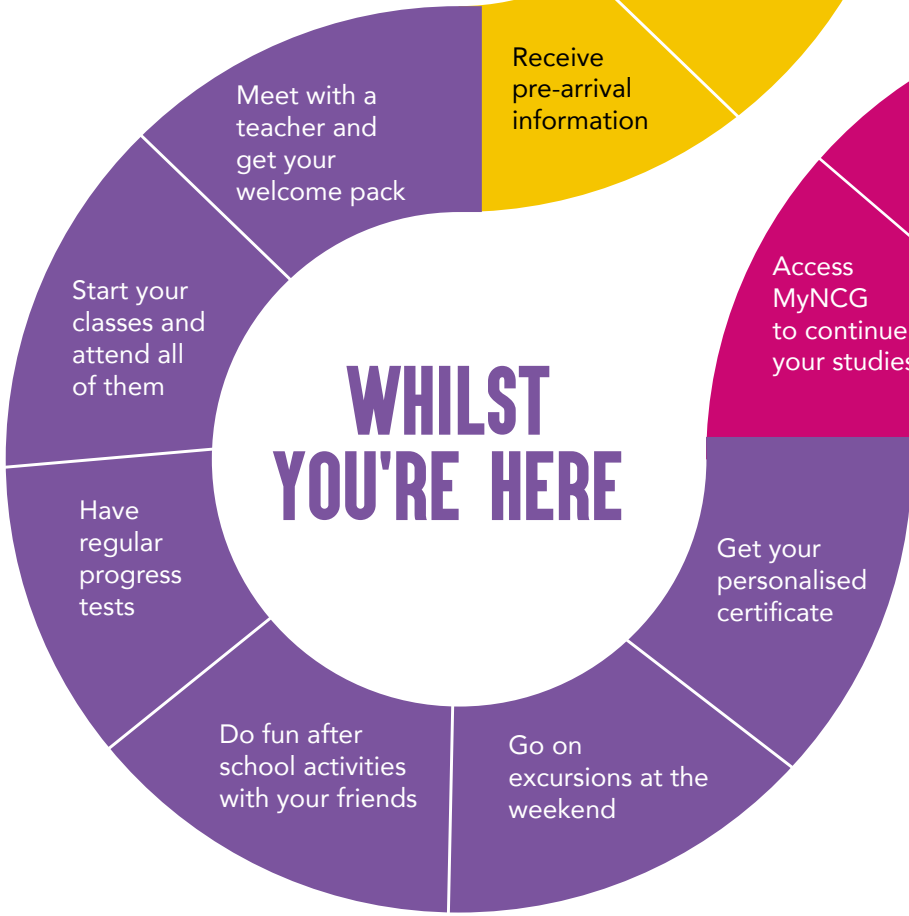 Receive
pre-arrival
information
Meet with a
teacher and
get your
welcome pack
Start your
classes and
attend all
of them
Have
regular
progress
tests
Do fun after
school activities
with your friends
Go on
excursions at the
weekend
Get your
personalised
certificate
Access
MyNCG
to continue
your studies
WHILST
YOU'RE HERE